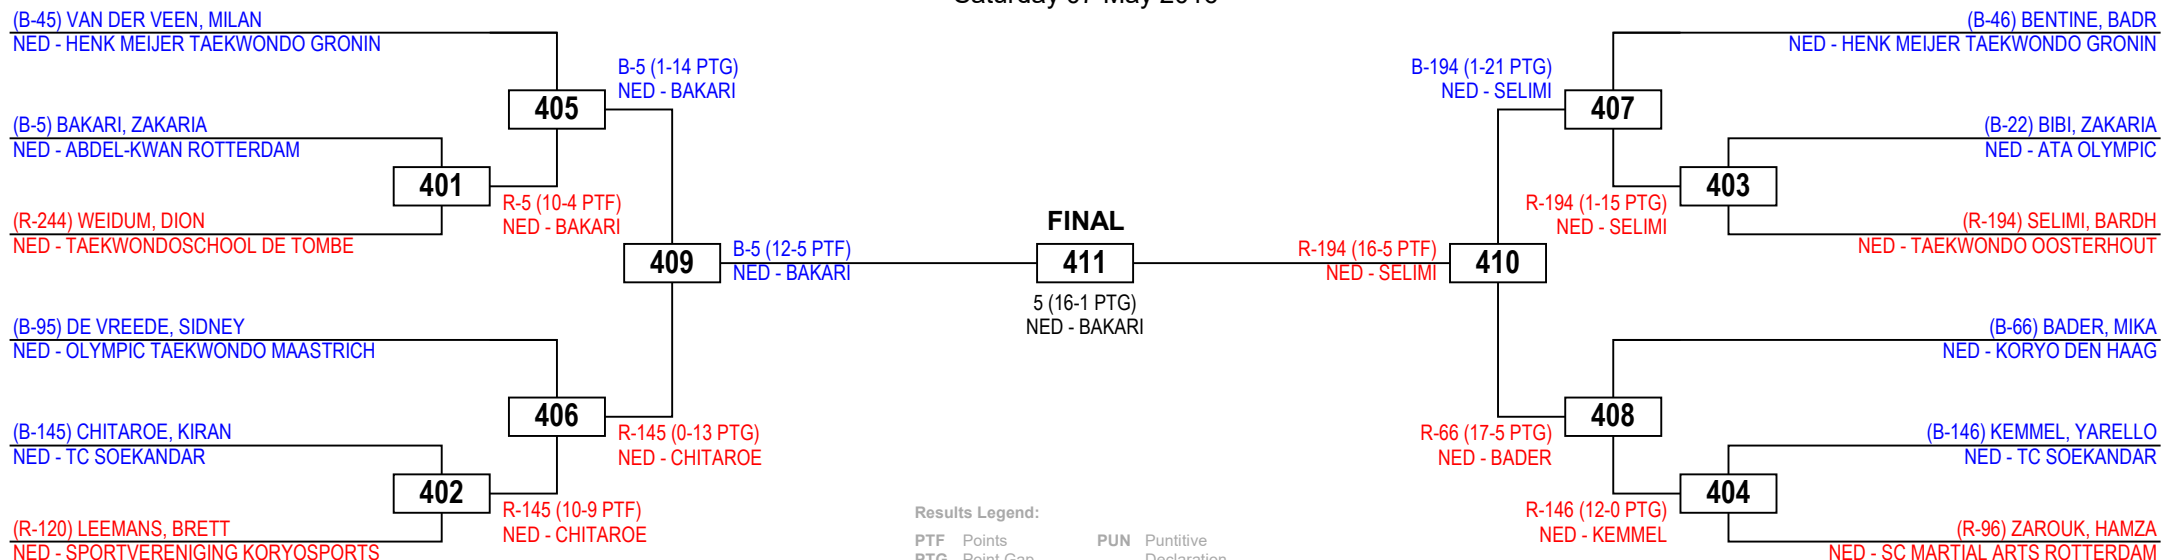 Saturday 07 May 2016
(B-45) VAN DER VEEN, MILAN
NED - HENK MEIJER TAEKWONDO GRONIN
(B-46) BENTINE, BADR
NED - HENK MEIJER TAEKWONDO GRONIN
B-5 (1-14 PTG)
NED - BAKARI
B-194 (1-21 PTG)
NED - SELIMI
405
407
(B-5) BAKARI, ZAKARIA
NED - ABDEL-KWAN ROTTERDAM
(B-22) BIBI, ZAKARIA
NED - ATA OLYMPIC
401
403
R-5 (10-4 PTF)
NED - BAKARI
R-194 (1-15 PTG)
NED - SELIMI
(R-244) WEIDUM, DION
NED - TAEKWONDOSCHOOL DE TOMBE
(R-194) SELIMI, BARDH
NED - TAEKWONDO OOSTERHOUT
FINAL
409
B-5 (12-5 PTF)
NED - BAKARI
411
R-194 (16-5 PTF)
NED - SELIMI
410
5 (16-1 PTG)
NED - BAKARI
(B-95) DE VREEDE, SIDNEY
NED - OLYMPIC TAEKWONDO MAASTRICH
(B-66) BADER, MIKA
NED - KORYO DEN HAAG
406
408
R-145 (0-13 PTG)
NED - CHITAROE
R-66 (17-5 PTG)
NED - BADER
(B-145) CHITAROE, KIRAN
NED - TC SOEKANDAR
(B-146) KEMMEL, YARELLO
NED - TC SOEKANDAR
402
404
R-145 (10-9 PTF)
NED - CHITAROE
R-146 (12-0 PTG)
NED - KEMMEL
(R-120) LEEMANS, BRETT
NED - SPORTVERENIGING KORYOSPORTS
(R-96) ZAROUK, HAMZA
NED - SC MARTIAL ARTS ROTTERDAM
Results Legend:
PTF Points PUN Puntitive
PTG Point Gap Declaration